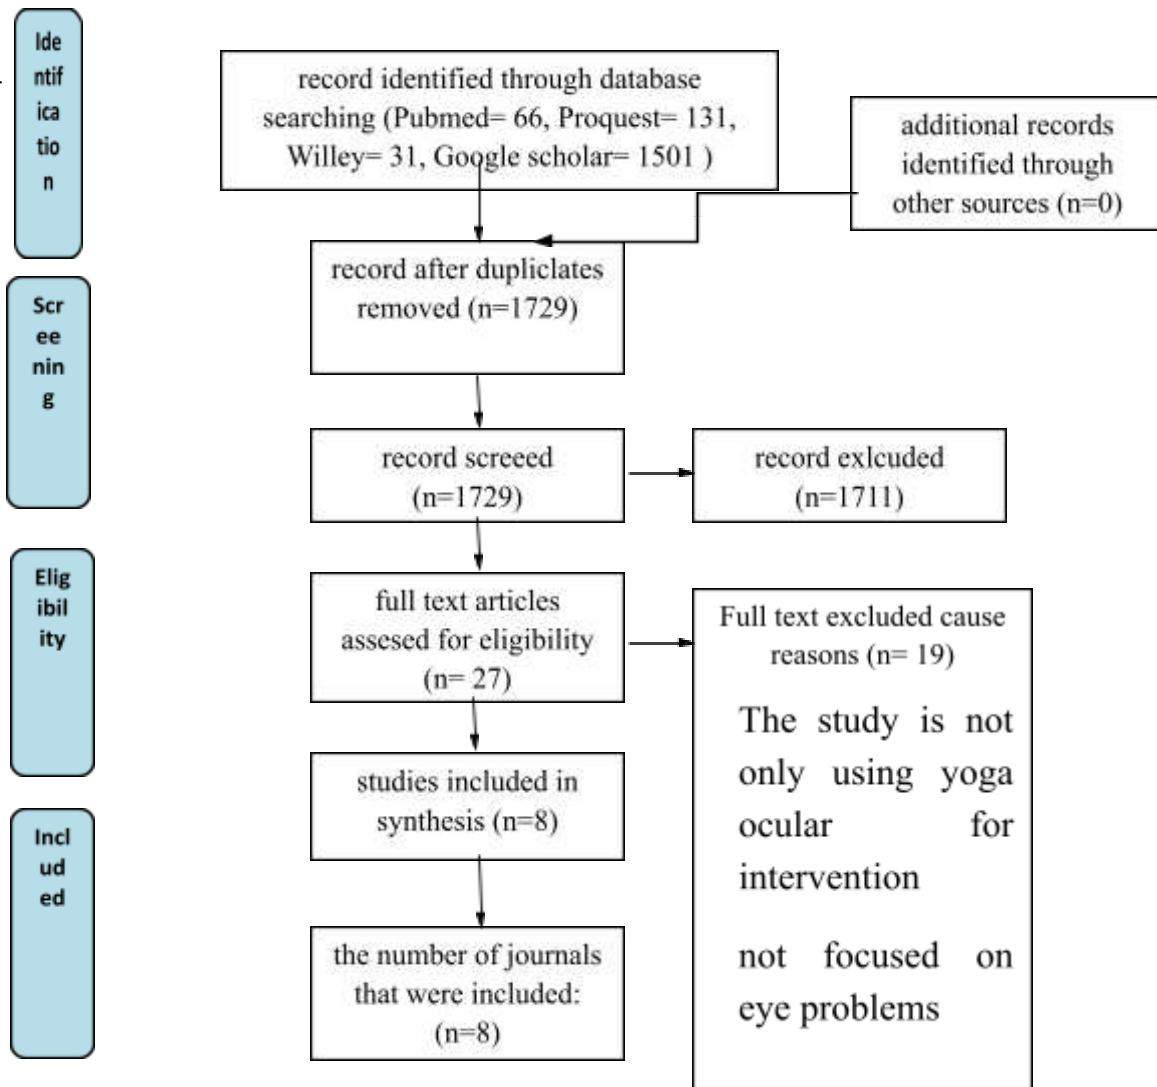 Ide
ntif
ica
tio
n
record identified through database
searching (Pubmed= 66, Proquest= 131,
Willey= 31, Google scholar= 1501 )
additional records
identified through
other sources (n=0)
record after dupliclates
removed (n=1729)
Scr
ee
nin
g
record screeed
(n=1729)
record exlcuded
(n=1711)
Elig
ibil
ity
full text articles
assesed for eligibility
(n= 27)
Full text excluded cause
reasons (n= 19)
The study is not
only using yoga
ocular for
intervention
not focused on
eye problems
studies included in
synthesis (n=8)
Incl
ud
ed
the number of journals
that were included:
(n=8)